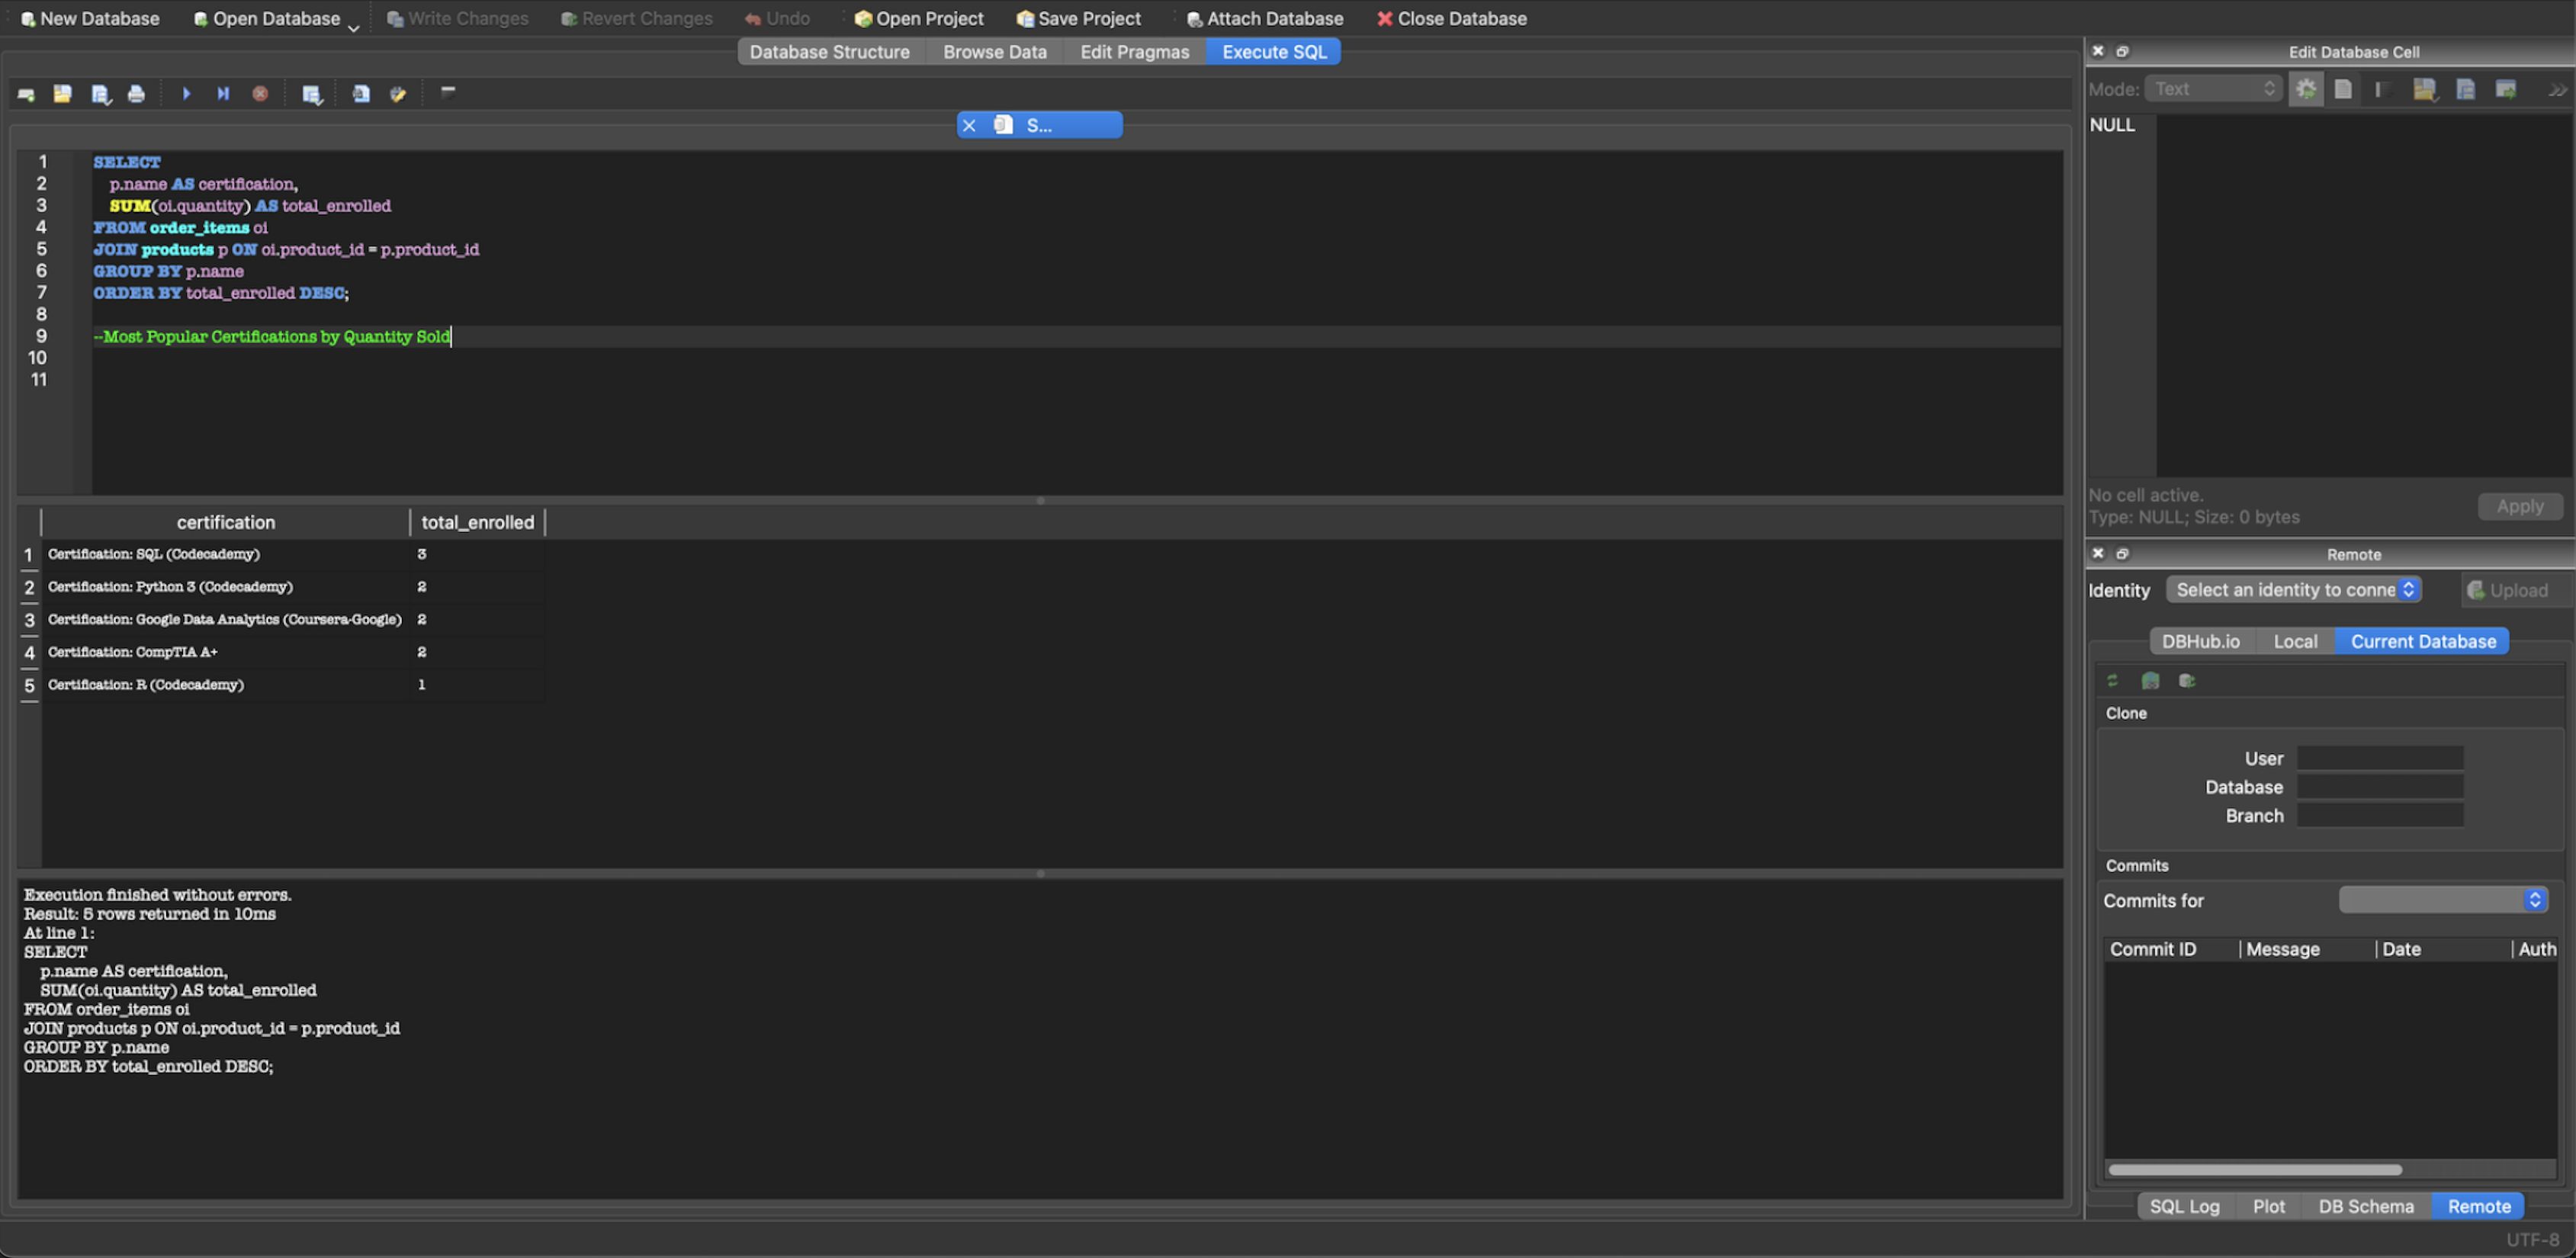 New Database Open Database Write Changes Revert Changes Undo Open Project Save Project Attach Database Close Database
Database Structure Browse Data Edit Pragmas Execute SQL
S...
1 SELECT
2 p.name AS certification,
3 SUM(oi.quantity) AS total_enrolled
4 FROM order_items oi
5 JOIN products p ON oi.product_id = p.product_id
6 GROUP BY p.name
7 ORDER BY total_enrolled DESC;
8
9 --Most Popular Certifications by Quantity Sold
10
11
certification total_enrolled
1 Certification: SQL (Codecademy) 3
2 Certification: Python 3 (Codecademy) 2
3 Certification: Google Data Analytics (Coursera-Google) 2
4 Certification: CompTIA A+ 2
5 Certification: R (Codecademy) 1
Execution finished without errors.
Result: 5 rows returned in 10ms
At line 1:
SELECT
p.name AS certification,
SUM(oi.quantity) AS total_enrolled
FROM order_items oi
JOIN products p ON oi.product_id = p.product_id
GROUP BY p.name
ORDER BY total_enrolled DESC;
Edit Database Cell
Mode: Text
NULL
No cell active.
Type: NULL; Size: 0 bytes
Apply
Remote
Identity Select an identity to conne Upload
DBHub.io Local Current Database
Clone
User
Database
Branch
Commits
Commits for
Commit ID Message Date Auth
SQL Log Plot DB Schema Remote
UTF-8